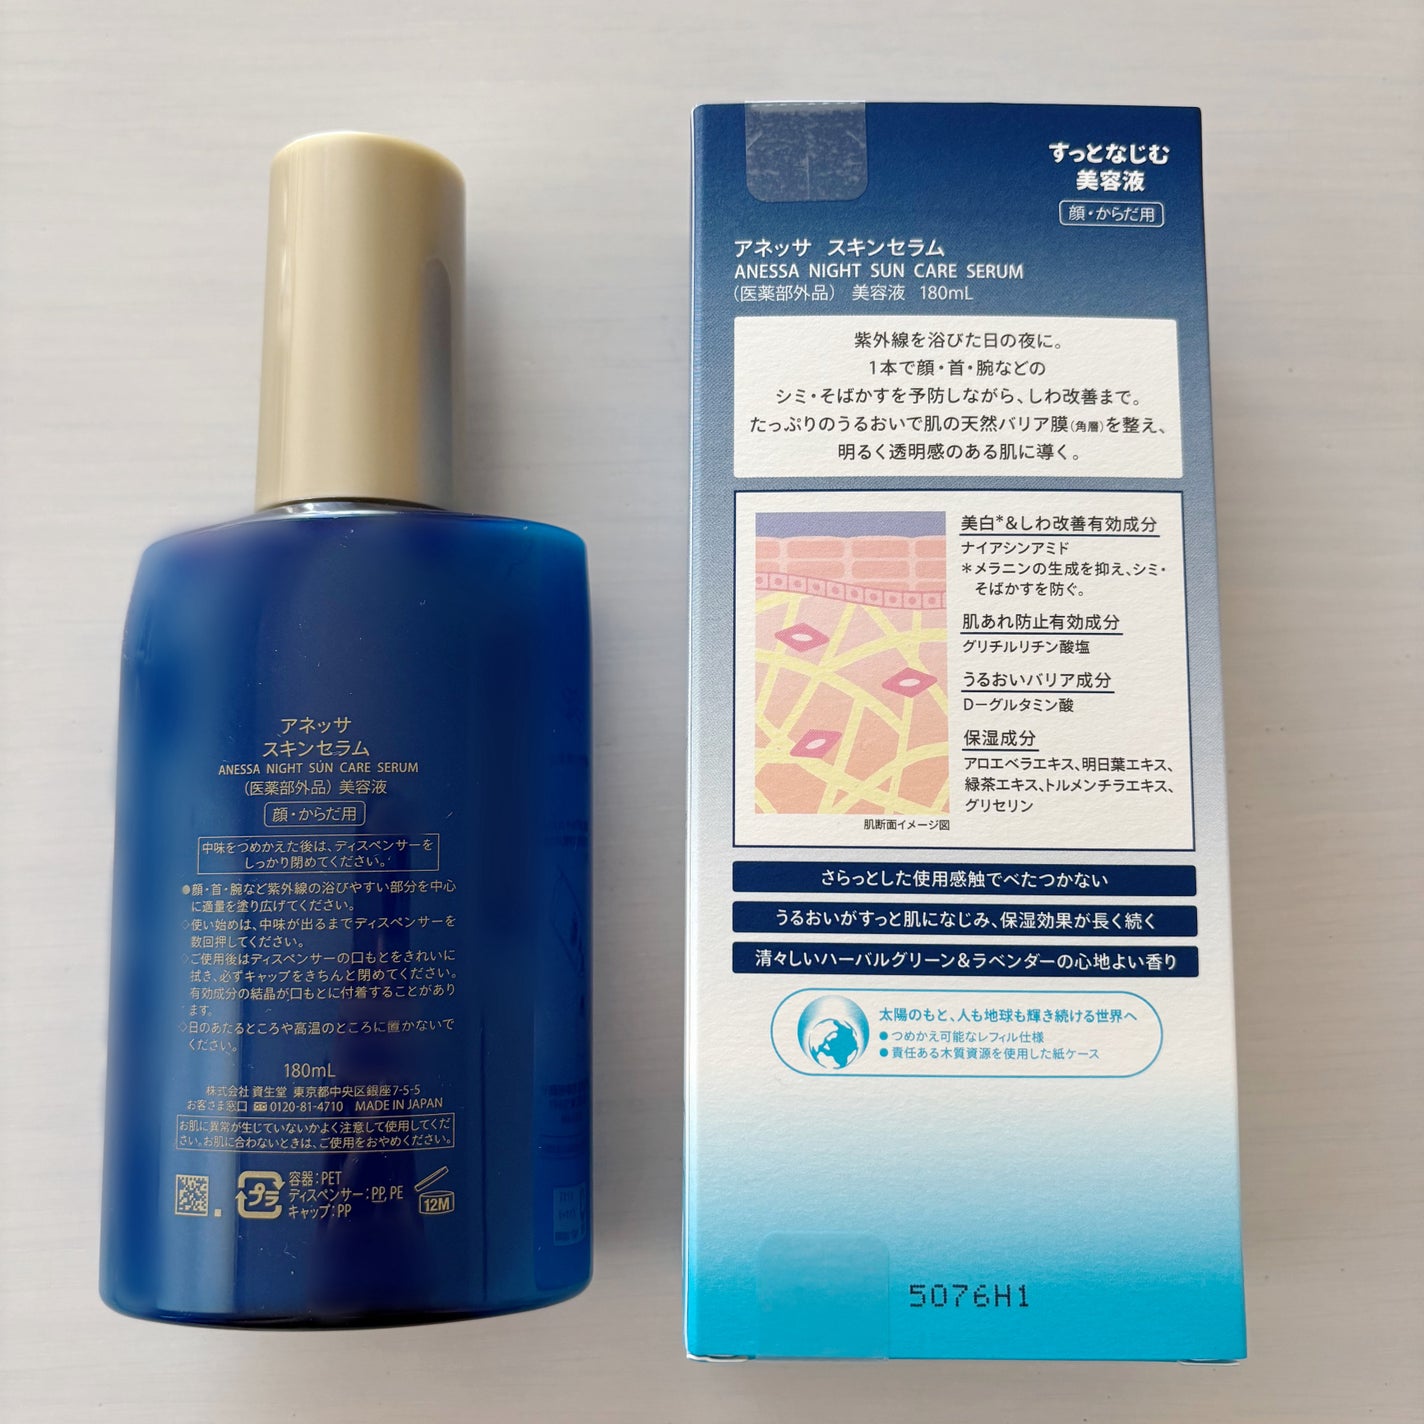 アネッサ
スキンセラム
ANESSA NIGHT SUN CARE SERUM
(医薬部外品) 美容液
顔・からだ用
中味をつめかえた後は、ディスペンサーを
しっかり閉めてください。
●顔・首・腕など紫外線の浴びやすい部分を中心
に適量を塗り広げてください。
◇使い始めは、中味が出るまでディスペンサーを
数回押してください。
◇ご使用後はディスペンサーの口もとをきれいに
拭き、必ずキャップをきちんと閉めてください。
有効成分の結晶が口もとに付着することがあり
ます。
◇日のあたるところや高温のところに置かないで
ください。
180mL
株式会社 資生堂 東京都中央区銀座7-5-5
お客さま窓口 0120-81-4710 MADE IN JAPAN
お肌に異常が生じていないかよく注意して使用してくだ
さい。お肌に合わないときは、ご使用をおやめください。
プラ
容器:PET
ディスペンサー:PP, PE
キャップ:PP
12M
すっとなじむ
美容液
顔・からだ用
アネッサ スキンセラム
ANESSA NIGHT SUN CARE SERUM
(医薬部外品) 美容液 180mL
紫外線を浴びた日の夜に。
1本で顔・首・腕などの
シミ・そばかすを予防しながら、しわ改善まで。
たっぷりのうるおいで肌の天然バリア膜(角層)を整え、
明るく透明感のある肌に導く。
美白*&しわ改善有効成分
ナイアシンアミド
*メラニンの生成を抑え、シミ・
そばかすを防ぐ。
肌あれ防止有効成分
グリチルリチン酸塩
うるおいバリア成分
D-グルタミン酸
保湿成分
アロエベラエキス、明日葉エキス、
緑茶エキス、トルメンチラエキス、
グリセリン
肌断面イメージ図
さらっとした使用感触でべたつかない
うるおいがすっと肌になじみ、保湿効果が長く続く
清々しいハーバルグリーン&ラベンダーの心地よい香り
太陽のもと、人も地球も輝き続ける世界へ
●つめかえ可能なレフィル仕様
●責任ある木質資源を使用した紙ケース
5076H1